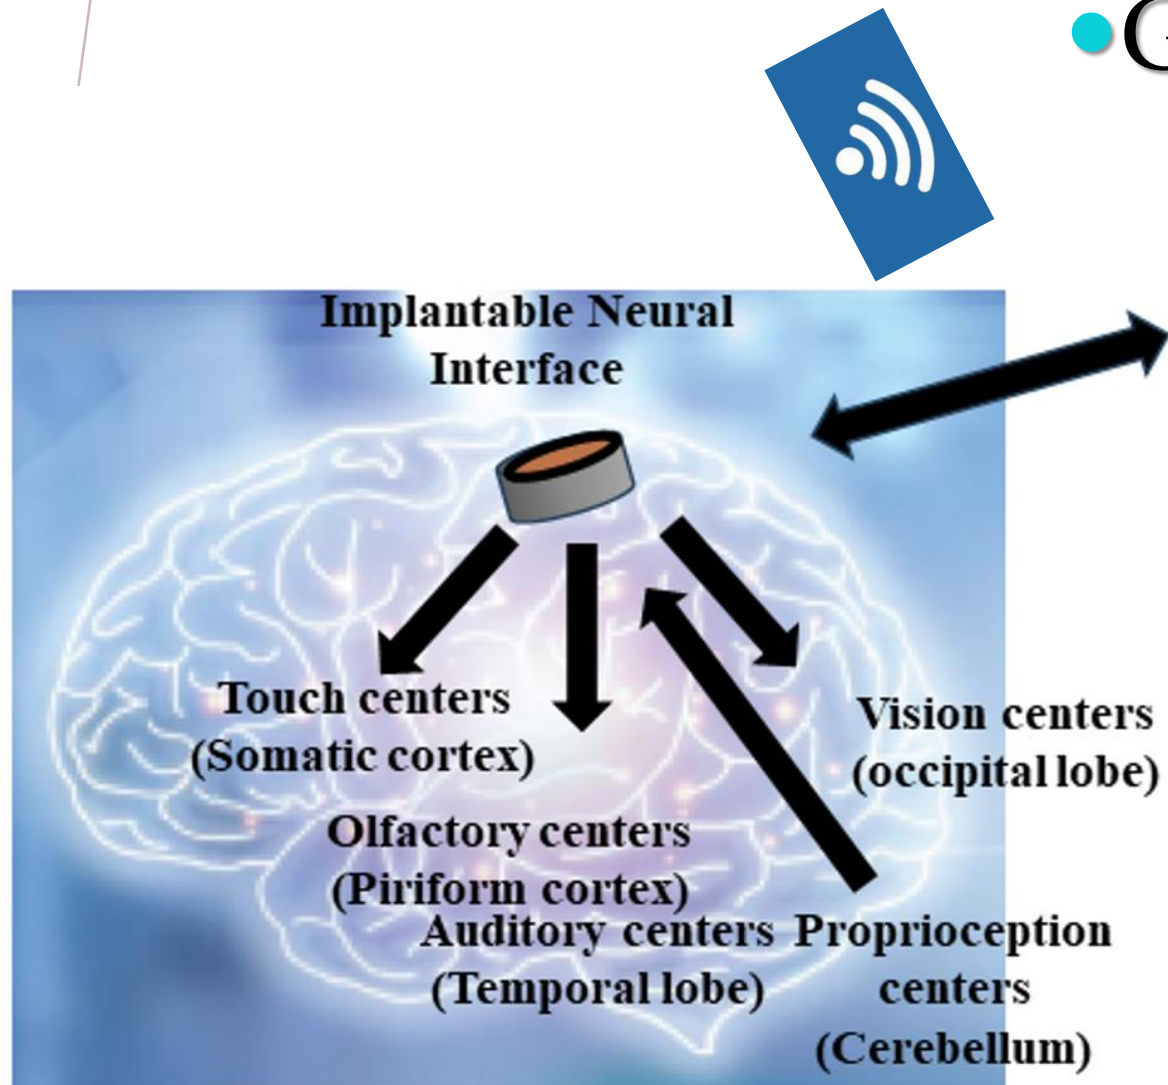 Implantable Neural
Interface
Touch centers
(Somatic cortex)
Vision centers
(occipital lobe)
Olfactory centers
(Piriform cortex)
Auditory centers
(Temporal lobe)
Proprioception
centers
(Cerebellum)